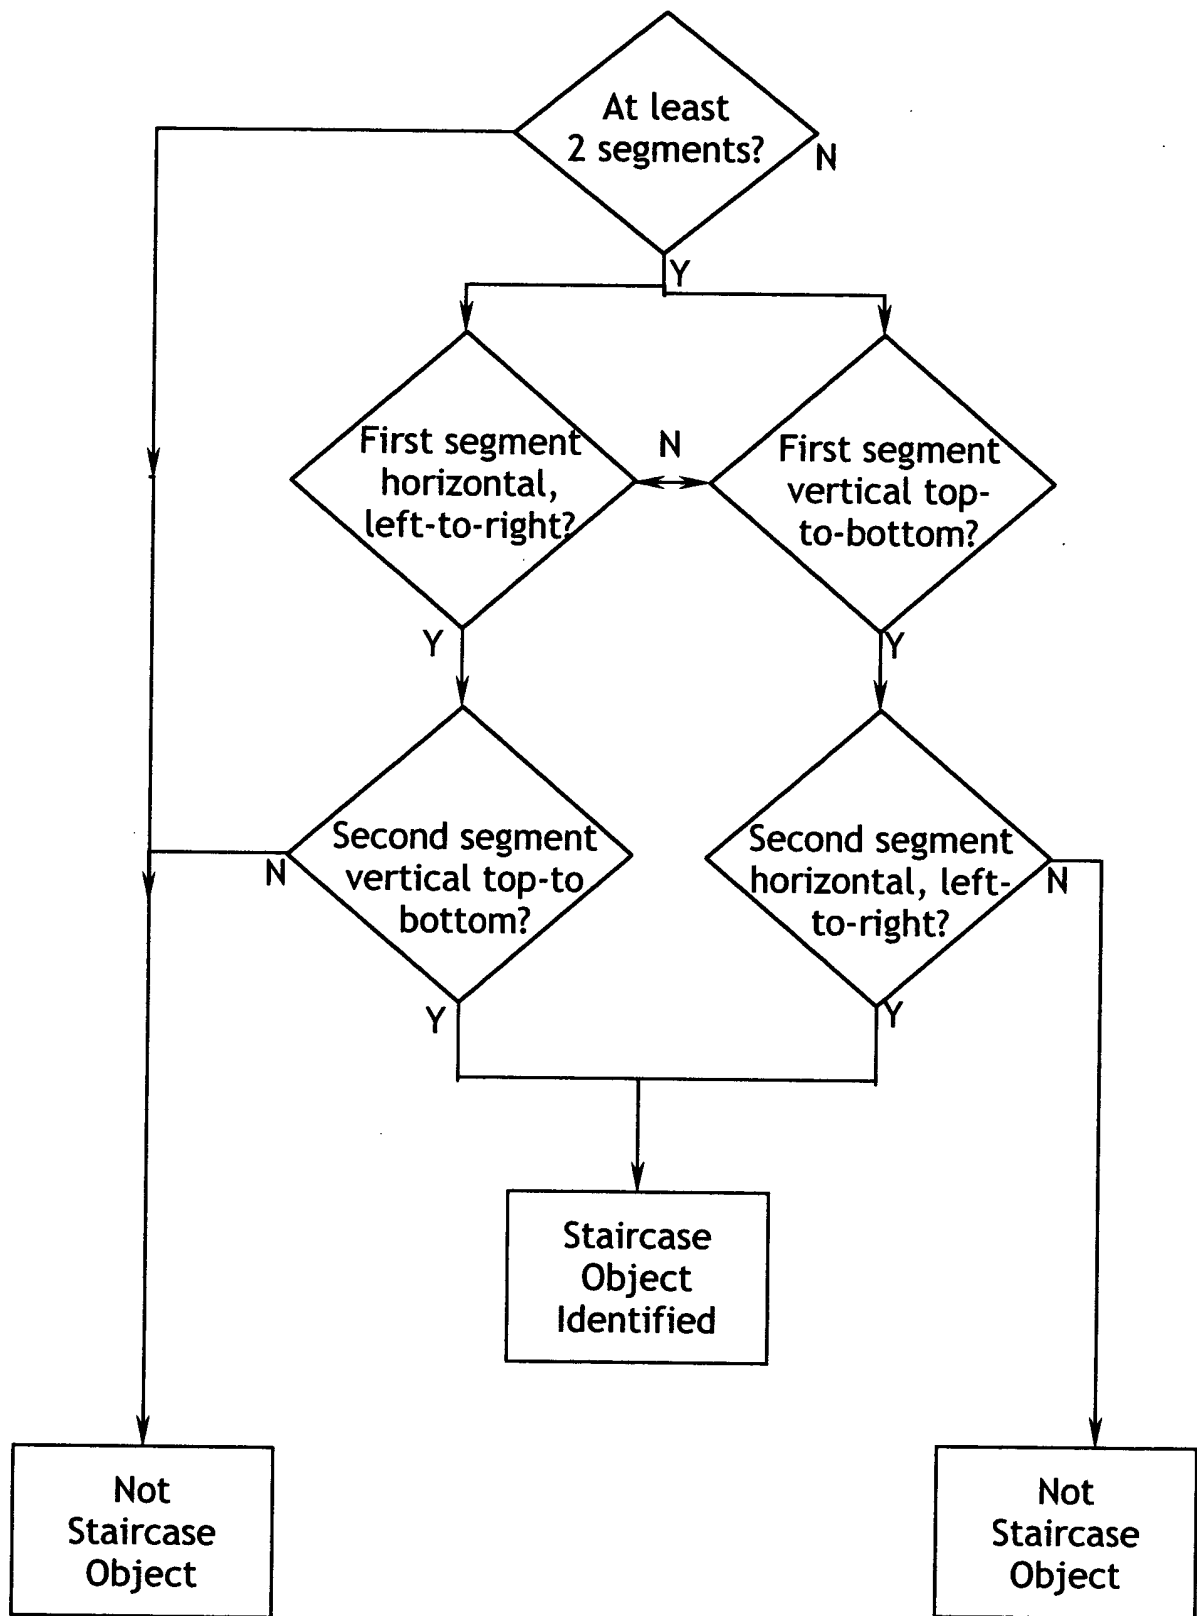 At least
2 segments?
N
Y
First segment
horizontal,
left-to-right?
N
First segment
vertical top-
to-bottom?
Y
Y
Second segment
vertical top-to
bottom?
N
Second segment
horizontal, left-
to-right?
N
Y
Y
Staircase
Object
Identified
Not
Staircase
Object
Not
Staircase
Object